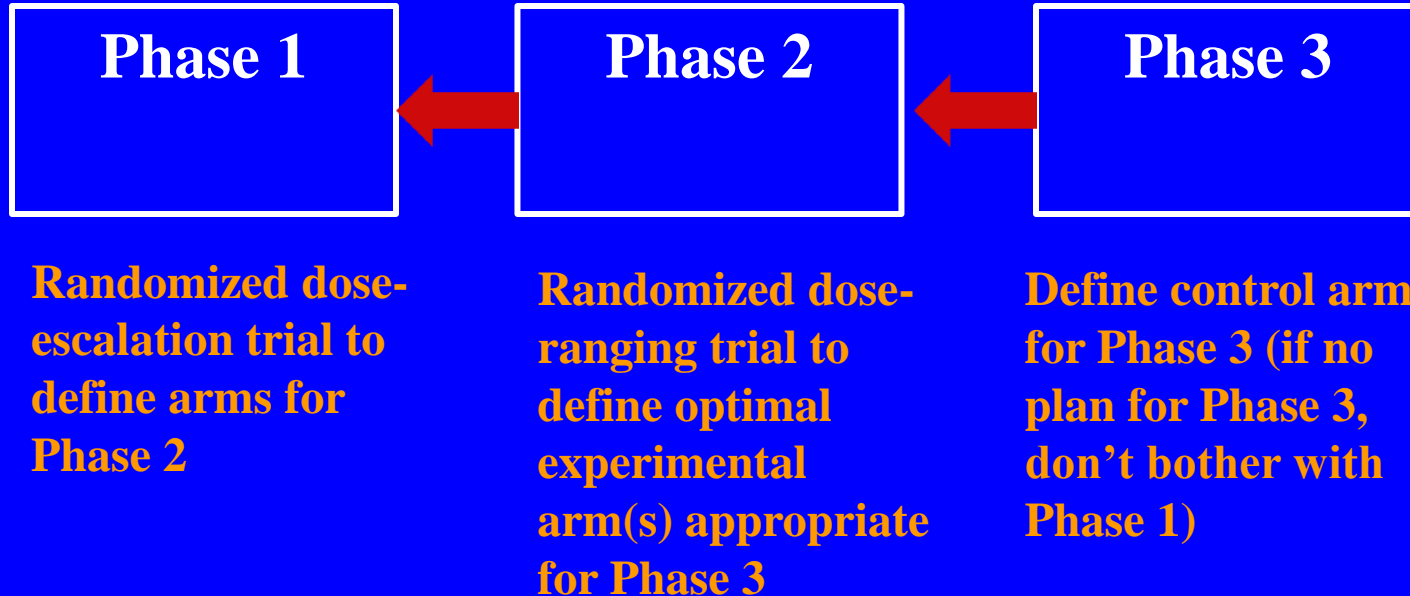 Phase 1
Randomized dose-
escalation trial to
define arms for
Phase 2
Phase 2
Randomized dose-
ranging trial to
define optimal
experimental
arm(s) appropriate
for Phase 3
Phase 3
Define control arm
for Phase 3 (if no
plan for Phase 3,
don’t bother with
Phase 1)